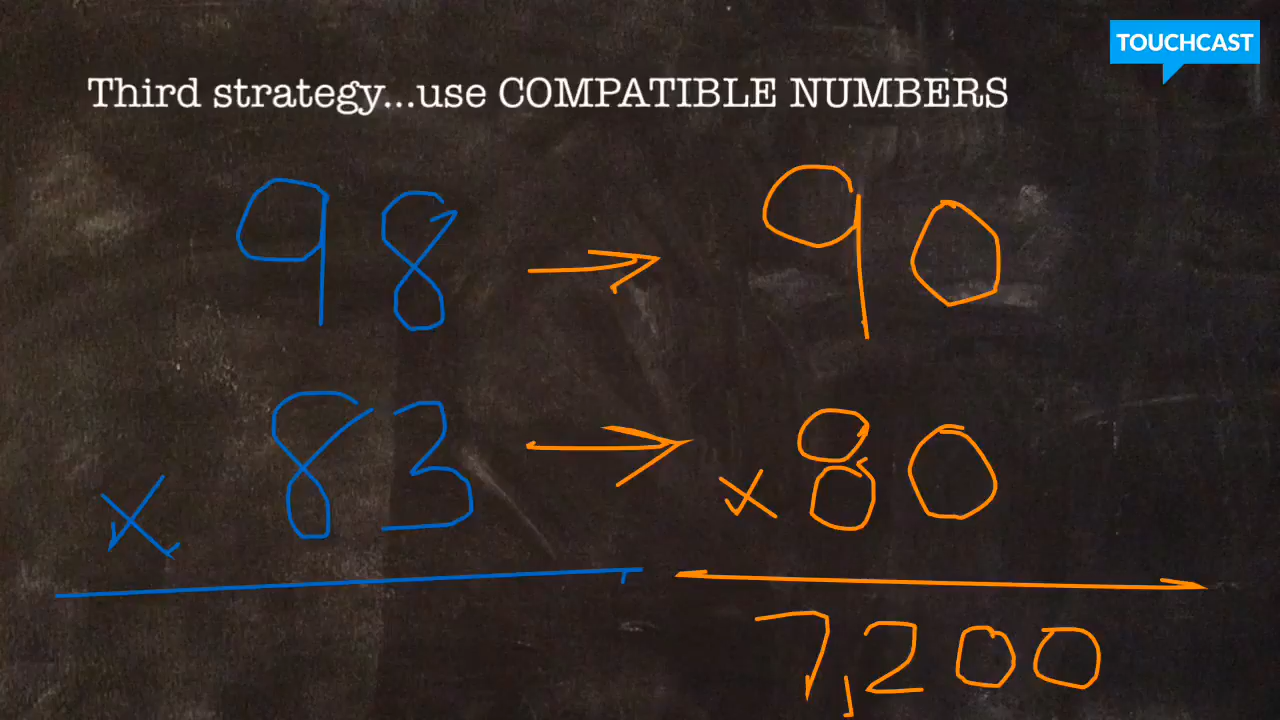 TOUCHCAST
Third strategy...use COMPATIBLE NUMBERS
98 → 90
x 83 → x 80
7,200